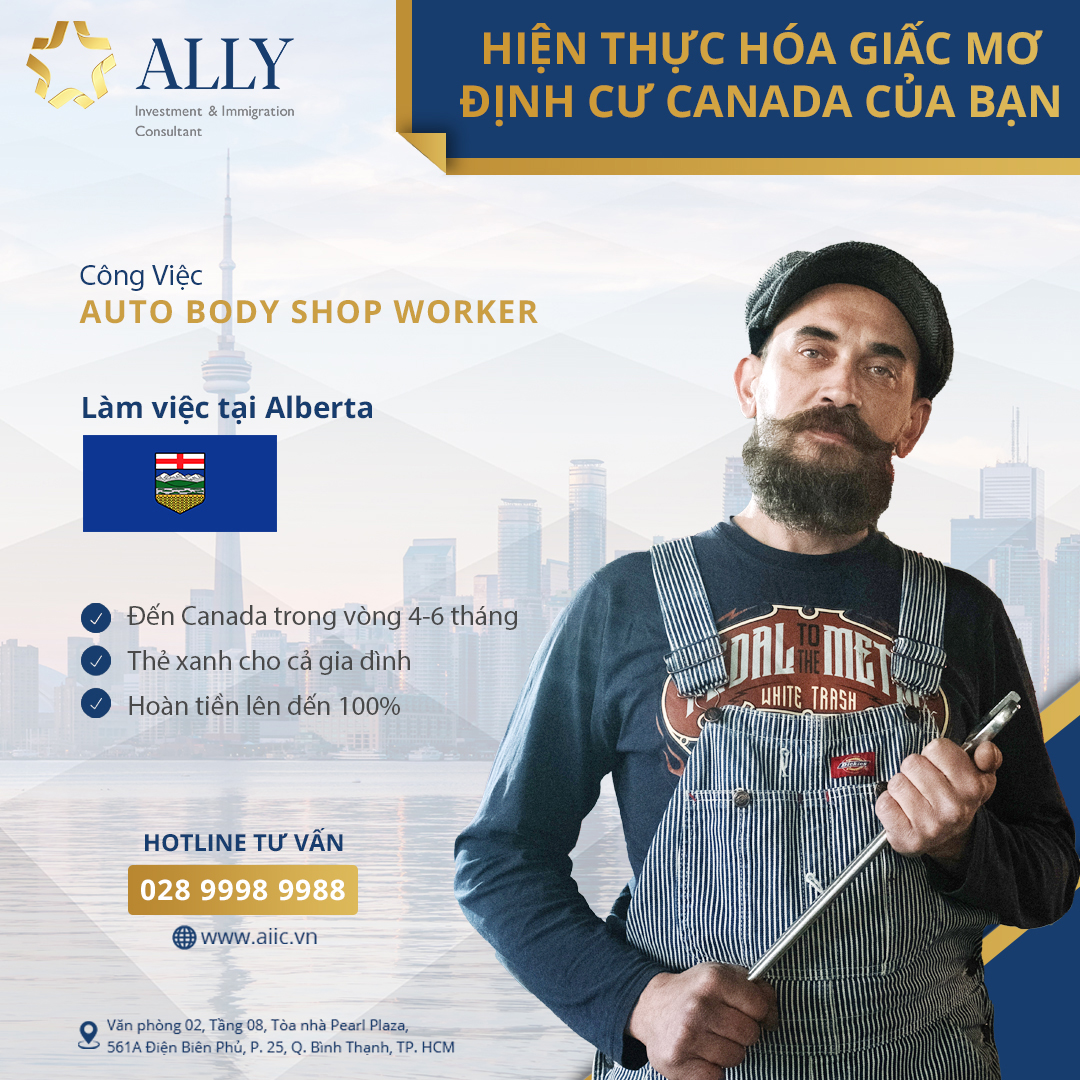 ALLY
Investment & Immigration
Consultant
HIỆN THỰC HÓA GIẤC MƠ
ĐỊNH CƯ CANADA CỦA BẠN
Công Việc
AUTO BODY SHOP WORKER
Làm việc tại Alberta
Đến Canada trong vòng 4-6 tháng
Thẻ xanh cho cả gia đình
Hoàn tiền lên đến 100%
TO
THE
WHITE TRASH
Dickies
HOTLINE TƯ VẤN
028 9998 9988
www.aiic.vn
Văn phòng 02, Tầng 08, Tòa nhà Pearl Plaza,
561A Điện Biên Phủ, P. 25, Q. Bình Thạnh, TP. HCM